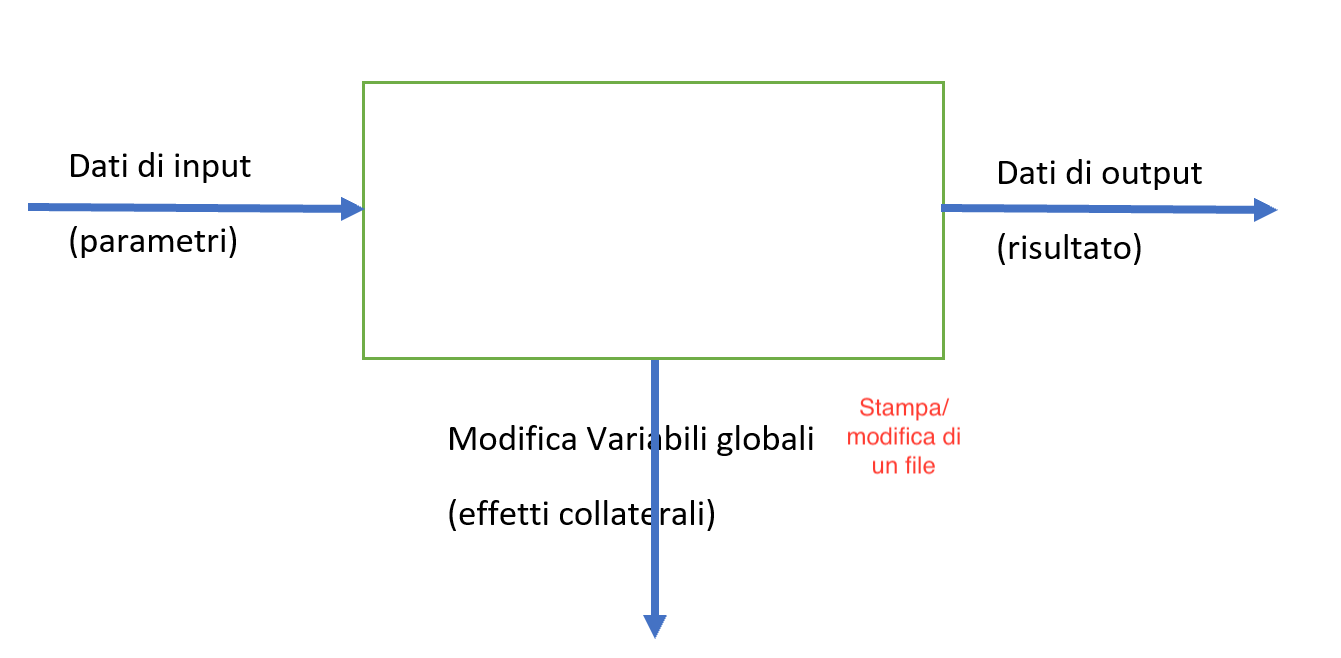 Dati di input
(parametri)
Dati di output
(risultato)
Modifica Variabili globali
(effetti collaterali)
Stampa/
modifica di
un file